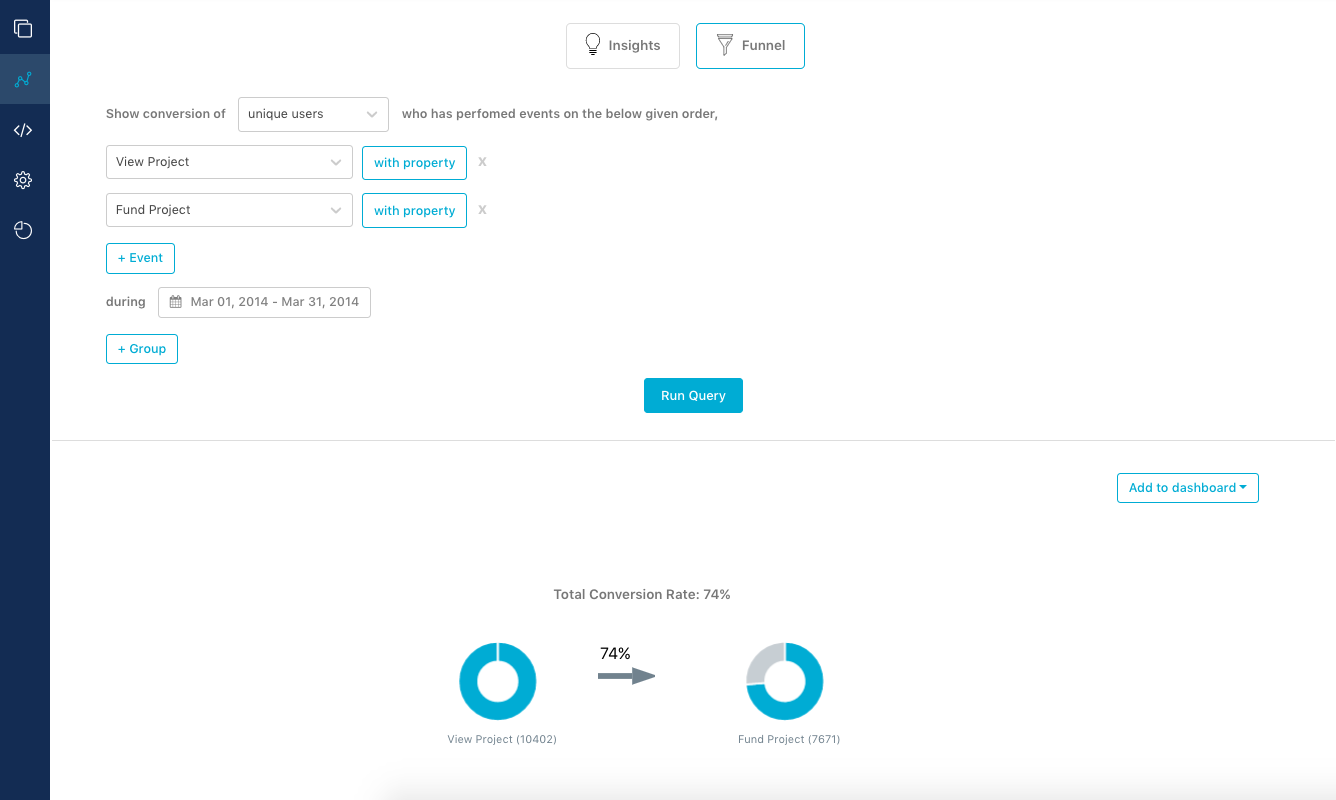 Insights
Funnel
Show conversion of unique users who has perfomed events on the below given order,
View Project with property x
Fund Project with property x
+ Event
during Mar 01, 2014 - Mar 31, 2014
+ Group
Run Query
Add to dashboard
Total Conversion Rate: 74%
74%
View Project (10402)
Fund Project (7671)